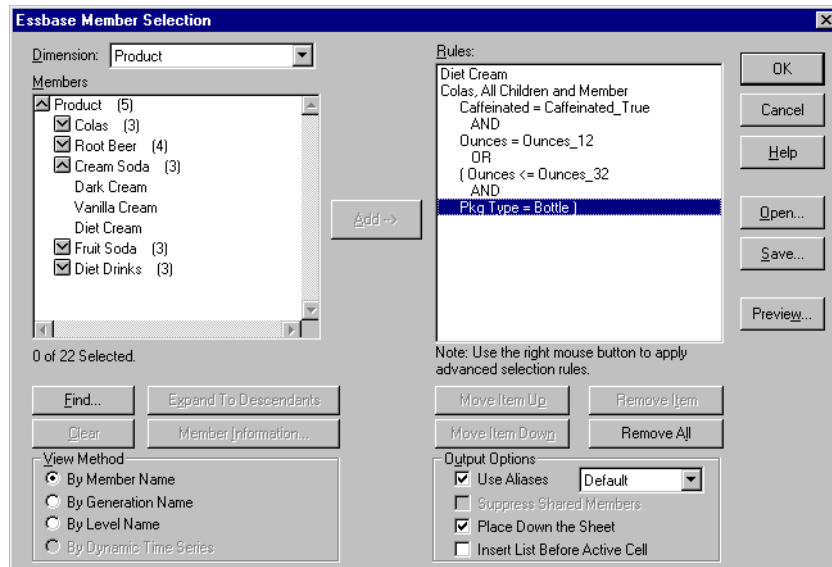 Essbase Member Selection
Dimension: Product
Members
Product (5)
Colas (3)
Root Beer (4)
Cream Soda (3)
Dark Cream
Vanilla Cream
Diet Cream
Fruit Soda (3)
Diet Drinks (3)
0 of 22 Selected.
Add -->
Rules:
Diet Cream
Colas, All Children and Member
Caffeinated = Caffeinated_True
AND
Ounces = Ounces_12
OR
( Ounces <= Ounces_32
AND
Pkg Type = Bottle )
Note: Use the right mouse button to apply
advanced selection rules.
OK
Cancel
Help
Open...
Save...
Preview...
Find...
Expand To Descendants
Clear
Member Information...
Move Item Up
Remove Item
Move Item Down
Remove All
View Method
By Member Name
By Generation Name
By Level Name
By Dynamic Time Series
Output Options
Use Aliases Default
Suppress Shared Members
Place Down the Sheet
Insert List Before Active Cell